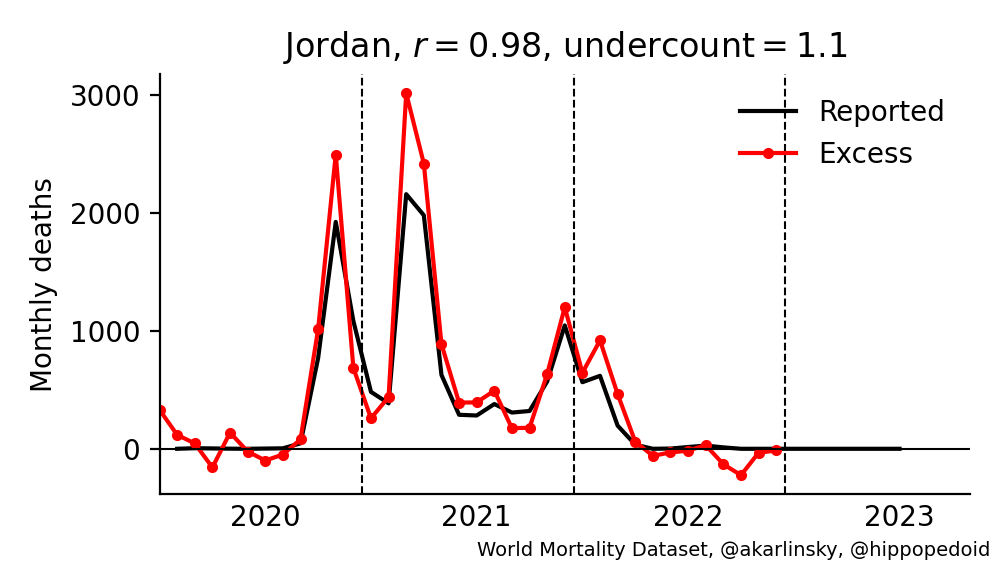 Jordan, r = 0.98, undercount = 1.1
Monthly deaths
3000
2000
1000
0
Reported
Excess
2020 2021 2022 2023
World Mortality Dataset, @akarlinsky, @hippopedoid